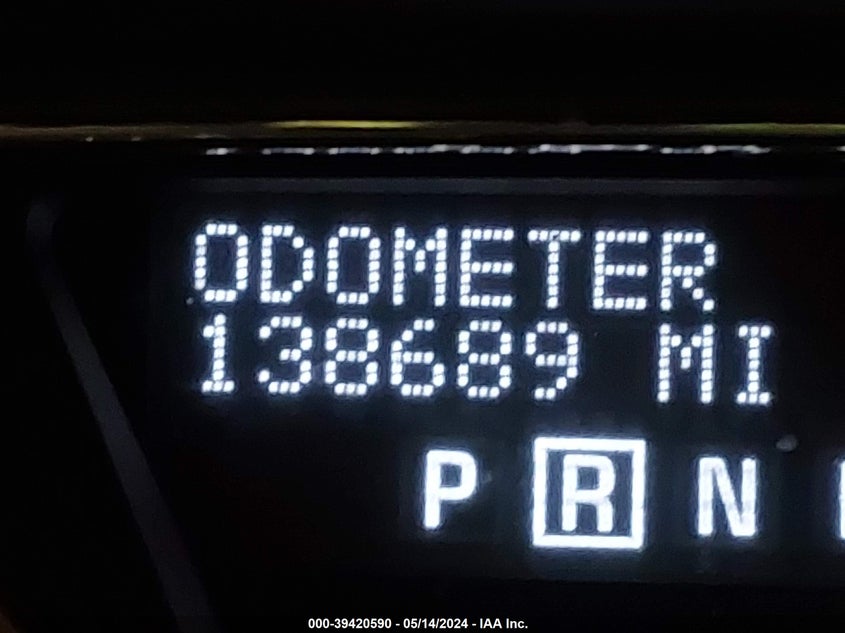 ODOMETER
138689 MI
P R N
000-39420590 - 05/14/2024 - IAA Inc.